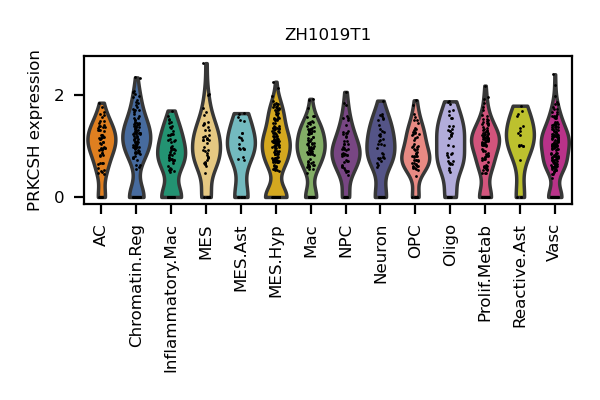 ZH1019T1
PRKCSH expression
2
0
AC
Chromatin.Reg
Inflammatory.Mac
MES
MES.Ast
MES.Hyp
Mac
NPC
Neuron
OPC
Oligo
Prolif.Metab
Reactive.Ast
Vasc